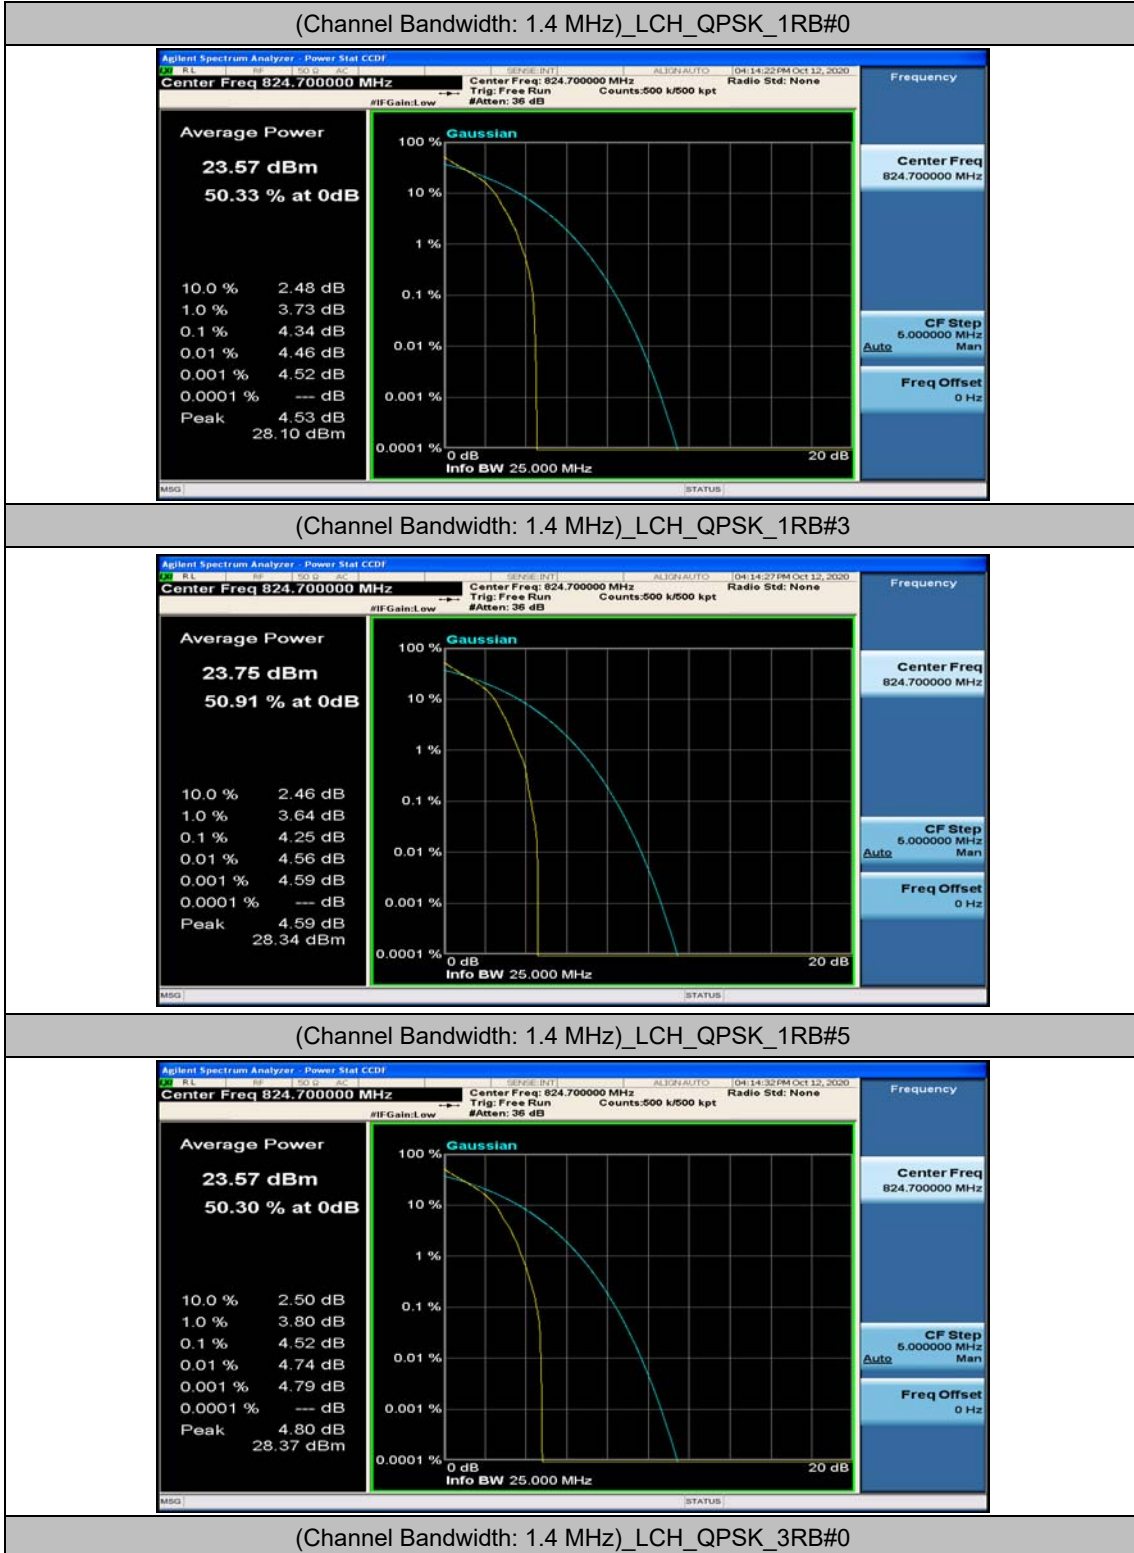 (Channel Bandwidth: 1.4 MHz)_LCH_QPSK_1RB#0
Agilent Spectrum Analyzer - Power Stat CCDF
RL RF 50 Ω AC SENSE:INT ALIGN AUTO 04:14:22 PM Oct 12, 2020
Center Freq 824.700000 MHz
Center Freq: 824.700000 MHz Radio Std: None
Trig: Free Run Counts:500 k/500 kpt
#IFGain:Low #Atten: 36 dB
Frequency
Average Power
23.57 dBm
50.33 % at 0dB
10.0 % 2.48 dB
1.0 % 3.73 dB
0.1 % 4.34 dB
0.01 % 4.46 dB
0.001 % 4.52 dB
0.0001 % --- dB
Peak 4.53 dB
28.10 dBm
Gaussian
100 %
10 %
1 %
0.1 %
0.01 %
0.001 %
0.0001 %
0 dB 20 dB
Info BW 25.000 MHz
Center Freq
824.700000 MHz
CF Step
5.000000 MHz
Auto Man
Freq Offset
0 Hz
MSG STATUS
(Channel Bandwidth: 1.4 MHz)_LCH_QPSK_1RB#3
Agilent Spectrum Analyzer - Power Stat CCDF
RL RF 50 Ω AC SENSE:INT ALIGN AUTO 04:14:27 PM Oct 12, 2020
Center Freq 824.700000 MHz
Center Freq: 824.700000 MHz Radio Std: None
Trig: Free Run Counts:500 k/500 kpt
#IFGain:Low #Atten: 36 dB
Frequency
Average Power
23.75 dBm
50.91 % at 0dB
10.0 % 2.46 dB
1.0 % 3.64 dB
0.1 % 4.25 dB
0.01 % 4.56 dB
0.001 % 4.59 dB
0.0001 % --- dB
Peak 4.59 dB
28.34 dBm
Gaussian
100 %
10 %
1 %
0.1 %
0.01 %
0.001 %
0.0001 %
0 dB 20 dB
Info BW 25.000 MHz
Center Freq
824.700000 MHz
CF Step
5.000000 MHz
Auto Man
Freq Offset
0 Hz
MSG STATUS
(Channel Bandwidth: 1.4 MHz)_LCH_QPSK_1RB#5
Agilent Spectrum Analyzer - Power Stat CCDF
RL RF 50 Ω AC SENSE:INT ALIGN AUTO 04:14:32 PM Oct 12, 2020
Center Freq 824.700000 MHz
Center Freq: 824.700000 MHz Radio Std: None
Trig: Free Run Counts:500 k/500 kpt
#IFGain:Low #Atten: 36 dB
Frequency
Average Power
23.57 dBm
50.30 % at 0dB
10.0 % 2.50 dB
1.0 % 3.80 dB
0.1 % 4.52 dB
0.01 % 4.74 dB
0.001 % 4.79 dB
0.0001 % --- dB
Peak 4.80 dB
28.37 dBm
Gaussian
100 %
10 %
1 %
0.1 %
0.01 %
0.001 %
0.0001 %
0 dB 20 dB
Info BW 25.000 MHz
Center Freq
824.700000 MHz
CF Step
5.000000 MHz
Auto Man
Freq Offset
0 Hz
MSG STATUS
(Channel Bandwidth: 1.4 MHz)_LCH_QPSK_3RB#0